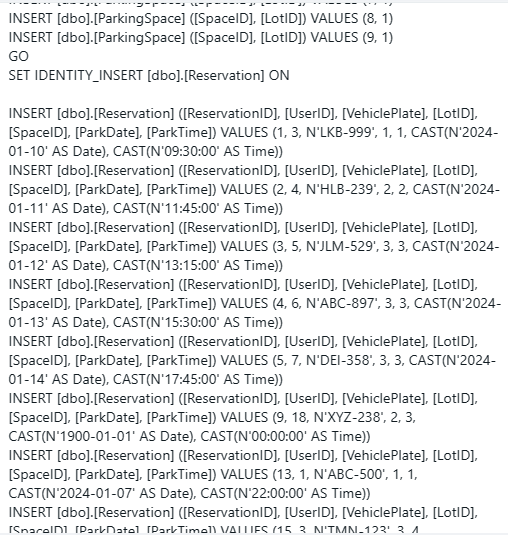 INSERT [dbo].[ParkingSpace] ([SpaceID], [LotID]) VALUES (8, 1)
INSERT [dbo].[ParkingSpace] ([SpaceID], [LotID]) VALUES (9, 1)
GO
SET IDENTITY_INSERT [dbo].[Reservation] ON
INSERT [dbo].[Reservation] ([ReservationID], [UserID], [VehiclePlate], [LotID],
[SpaceID], [ParkDate], [ParkTime]) VALUES (1, 3, N'LKB-999', 1, 1, CAST(N'2024-
01-10' AS Date), CAST(N'09:30:00' AS Time))
INSERT [dbo].[Reservation] ([ReservationID], [UserID], [VehiclePlate], [LotID],
[SpaceID], [ParkDate], [ParkTime]) VALUES (2, 4, N'HLB-239', 2, 2, CAST(N'2024-
01-11' AS Date), CAST(N'11:45:00' AS Time))
INSERT [dbo].[Reservation] ([ReservationID], [UserID], [VehiclePlate], [LotID],
[SpaceID], [ParkDate], [ParkTime]) VALUES (3, 5, N'JLM-529', 3, 3, CAST(N'2024-
01-12' AS Date), CAST(N'13:15:00' AS Time))
INSERT [dbo].[Reservation] ([ReservationID], [UserID], [VehiclePlate], [LotID],
[SpaceID], [ParkDate], [ParkTime]) VALUES (4, 6, N'ABC-897', 3, 3, CAST(N'2024-
01-13' AS Date), CAST(N'15:30:00' AS Time))
INSERT [dbo].[Reservation] ([ReservationID], [UserID], [VehiclePlate], [LotID],
[SpaceID], [ParkDate], [ParkTime]) VALUES (5, 7, N'DEI-358', 3, 3, CAST(N'2024-
01-14' AS Date), CAST(N'17:45:00' AS Time))
INSERT [dbo].[Reservation] ([ReservationID], [UserID], [VehiclePlate], [LotID],
[SpaceID], [ParkDate], [ParkTime]) VALUES (9, 18, N'XYZ-238', 2, 3,
CAST(N'1900-01-01' AS Date), CAST(N'00:00:00' AS Time))
INSERT [dbo].[Reservation] ([ReservationID], [UserID], [VehiclePlate], [LotID],
[SpaceID], [ParkDate], [ParkTime]) VALUES (13, 1, N'ABC-500', 1, 1,
CAST(N'2024-01-07' AS Date), CAST(N'22:00:00' AS Time))
INSERT [dbo].[Reservation] ([ReservationID], [UserID], [VehiclePlate], [LotID],
[SpaceID], [ParkDate], [ParkTime]) VALUES (15, 3, N'TMN-123', 3, 4,